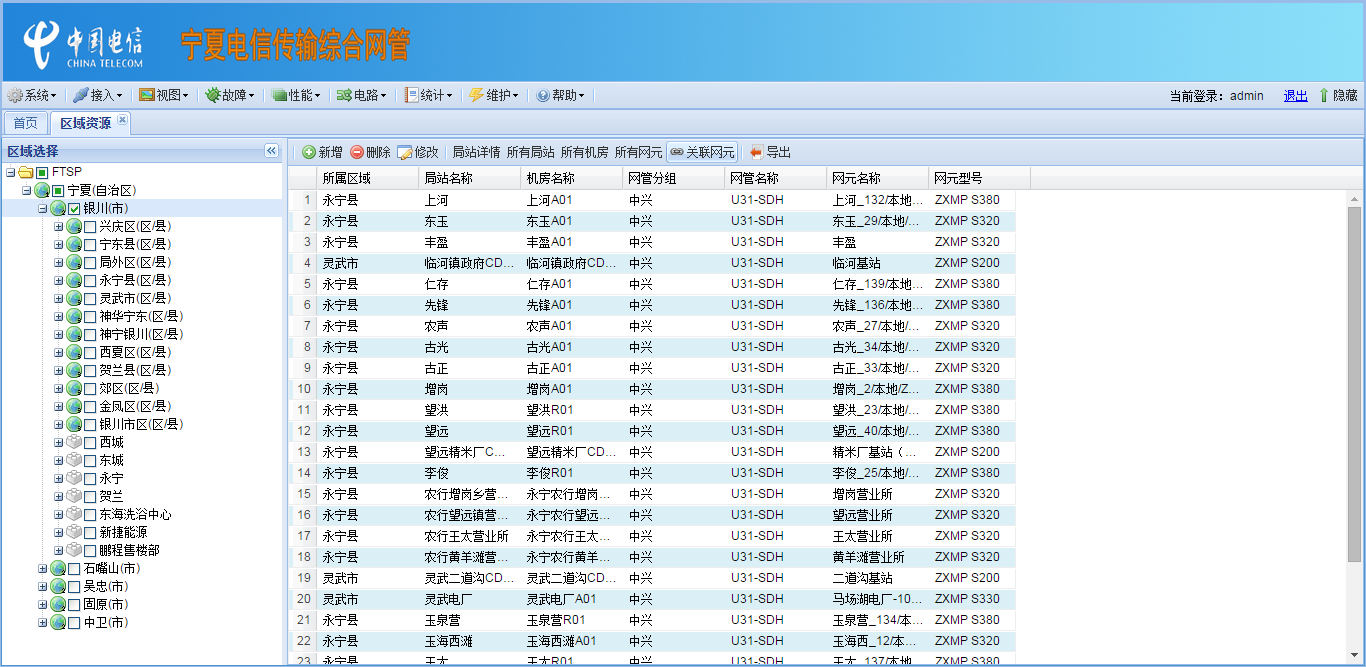 中国电信
CHINA TELECOM
宁夏电信传输综合网管
系统 接入 视图 故障 性能 电路 统计 维护 帮助 当前登录: admin 退出 隐藏
首页 区域资源
区域选择
FTSP
宁夏(自治区)
银川(市)
兴庆区(区/县)
宁东县(区/县)
局外区(区/县)
永宁县(区/县)
灵武市(区/县)
神华宁东(区/县)
神宁银川(区/县)
西夏区(区/县)
贺兰县(区/县)
郊区(区/县)
金凤区(区/县)
银川市区(区/县)
西城
东城
永宁
贺兰
东海洗浴中心
新捷能源
鹏程售楼部
石嘴山(市)
吴忠(市)
固原(市)
中卫(市)
新增 删除 修改 局站详情 所有局站 所有机房 所有网元 关联网元 导出
所属区域 局站名称 机房名称 网管分组 网管名称 网元名称 网元型号
1 永宁县 上河 上河A01 中兴 U31-SDH 上河_132/本地... ZXMP S380
2 永宁县 东玉 东玉A01 中兴 U31-SDH 东玉_29/本地/... ZXMP S320
3 永宁县 丰盈 丰盈A01 中兴 U31-SDH 丰盈 ZXMP S320
4 灵武市 临河镇政府CD... 临河镇政府CD... 中兴 U31-SDH 临河基站 ZXMP S200
5 永宁县 仁存 仁存A01 中兴 U31-SDH 仁存_139/本地... ZXMP S380
6 永宁县 先锋 先锋A01 中兴 U31-SDH 先锋_136/本地... ZXMP S380
7 永宁县 农声 农声A01 中兴 U31-SDH 农声_27/本地/... ZXMP S320
8 永宁县 古光 古光A01 中兴 U31-SDH 古光_34/本地/... ZXMP S320
9 永宁县 古正 古正A01 中兴 U31-SDH 古正_33/本地/... ZXMP S320
10 永宁县 增岗 增岗A01 中兴 U31-SDH 增岗_2/本地/Z... ZXMP S380
11 永宁县 望洪 望洪R01 中兴 U31-SDH 望洪_23/本地/... ZXMP S380
12 永宁县 望远 望远R01 中兴 U31-SDH 望远_40/本地/... ZXMP S380
13 永宁县 望远精米厂C... 望远精米厂CD... 中兴 U31-SDH 精米厂基站（... ZXMP S200
14 永宁县 李俊 李俊R01 中兴 U31-SDH 李俊_25/本地/... ZXMP S380
15 永宁县 农行增岗乡营... 永宁农行增岗... 中兴 U31-SDH 增岗营业所 ZXMP S320
16 永宁县 农行望远镇营... 永宁农行望远... 中兴 U31-SDH 望远营业所 ZXMP S320
17 永宁县 农行王太营业所 永宁农行王太... 中兴 U31-SDH 王太营业所 ZXMP S320
18 永宁县 农行黄羊滩营... 永宁农行黄羊... 中兴 U31-SDH 黄羊滩营业所 ZXMP S320
19 灵武市 灵武二道沟CD... 灵武二道沟CD... 中兴 U31-SDH 二道沟基站 ZXMP S200
20 灵武市 灵武电厂 灵武电厂A01 中兴 U31-SDH 马场湖电厂-10... ZXMP S330
21 永宁县 玉泉营 玉泉营R01 中兴 U31-SDH 玉泉营_134/本... ZXMP S380
22 永宁县 玉海西滩 玉海西滩A01 中兴 U31-SDH 玉海西_12/本... ZXMP S320
23 永宁县 王太 王太R01 中兴 U31-SDH 王太_137/本地... ZXMP S380